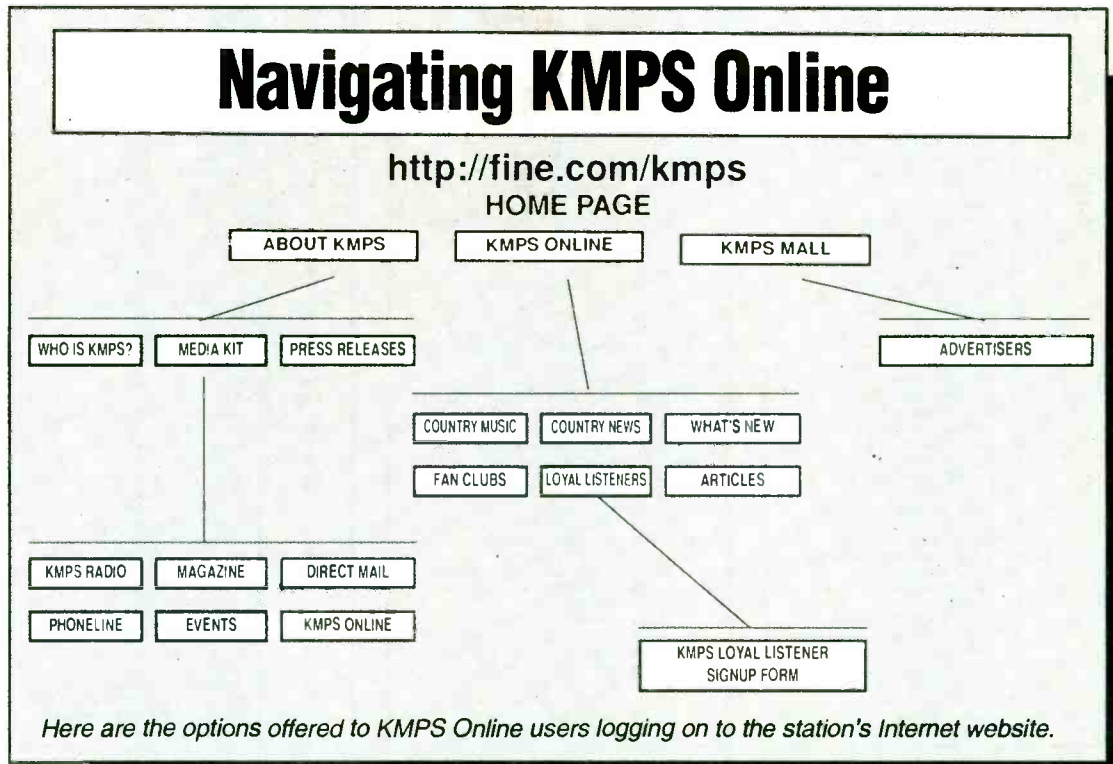 Navigating KMPS Online
http://fine.com/kmps
HOME PAGE
ABOUT KMPS KMPS ONLINE KMPS MALL
WHO IS KMPS? MEDIA KIT PRESS RELEASES ADVERTISERS
COUNTRY MUSIC COUNTRY NEWS WHAT'S NEW
FAN CLUBS LOYAL LISTENERS ARTICLES
KMPS RADIO MAGAZINE DIRECT MAIL
PHONELINE EVENTS KMPS ONLINE
KMPS LOYAL LISTENER
SIGNUP FORM
Here are the options offered to KMPS Online users logging on to the station's Internet website.